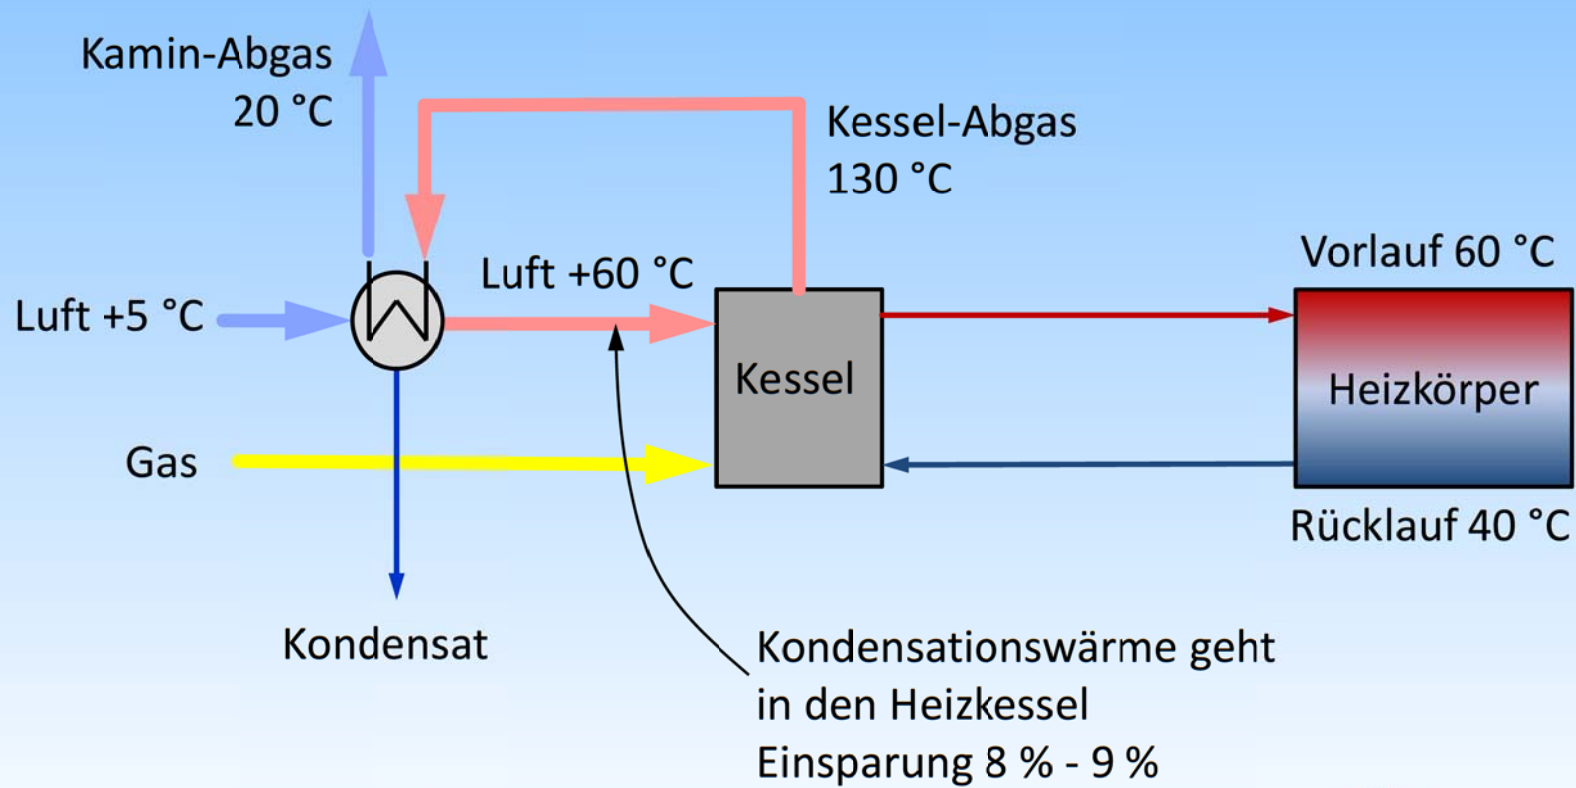 Kamin-Abgas
20 °C
Kessel-Abgas
130 °C
Luft +5 °C
Luft +60 °C
Vorlauf 60 °C
Kessel
Heizkörper
Gas
Rücklauf 40 °C
Kondensat
Kondensationswärme geht
in den Heizkessel
Einsparung 8 % - 9 %